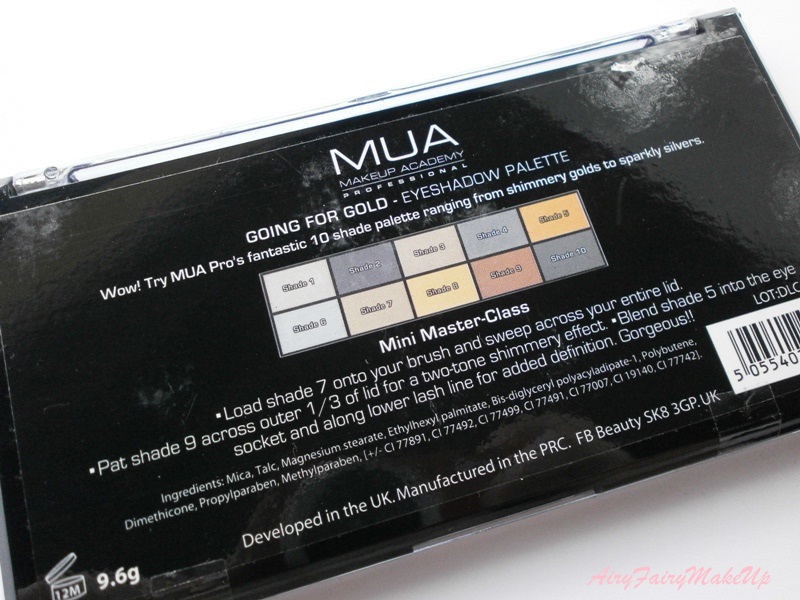 MUA
MAKEUP ACADEMY
PROFESSIONAL
GOING FOR GOLD - EYESHADOW PALETTE
Wow! Try MUA Pro's fantastic 10 shade palette ranging from shimmery golds to sparkly silvers.
Shade 1 Shade 2 Shade 3 Shade 4 Shade 5
Shade 6 Shade 7 Shade 8 Shade 9 Shade 10
Mini Master-Class
•Load shade 7 onto your brush and sweep across your entire lid.
•Pat shade 9 across outer 1/3 of lid for a two-tone shimmery effect. •Blend shade 5 into the eye
socket and along lower lash line for added definition. Gorgeous!!
LOT:DLC
5 05540
Ingredients: Mica, Talc, Magnesium stearate, Ethylhexyl palmitate, Bis-diglyceryl polyacyladipate-1, Polybutene,
Dimethicone, Propylparaben, Methylparaben, [+/- CI 77891, CI 77492, CI 77499, CI 77491, CI 77007, CI 19140, CI 77742].
Developed in the UK. Manufactured in the PRC. FB Beauty SK8 3GP. UK
12M 9.6g
AiryFairyMakeUp